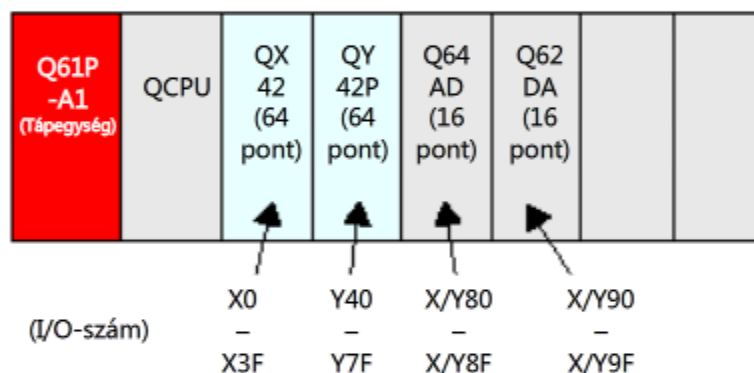 Q61P
-A1
(Tápegység)
QCPU
QX
42
(64
pont)
QY
42P
(64
pont)
Q64
AD
(16
pont)
Q62
DA
(16
pont)
(I/O-szám)
X0
–
X3F
Y40
–
Y7F
X/Y80
–
X/Y8F
X/Y90
–
X/Y9F